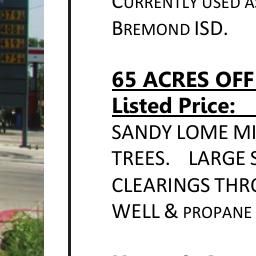 CURRENTLY USED AS
BREMOND ISD.
65 ACRES OFF
Listed Price:
SANDY LOME MI
TREES. LARGE S
CLEARINGS THRO
WELL & PROPANE